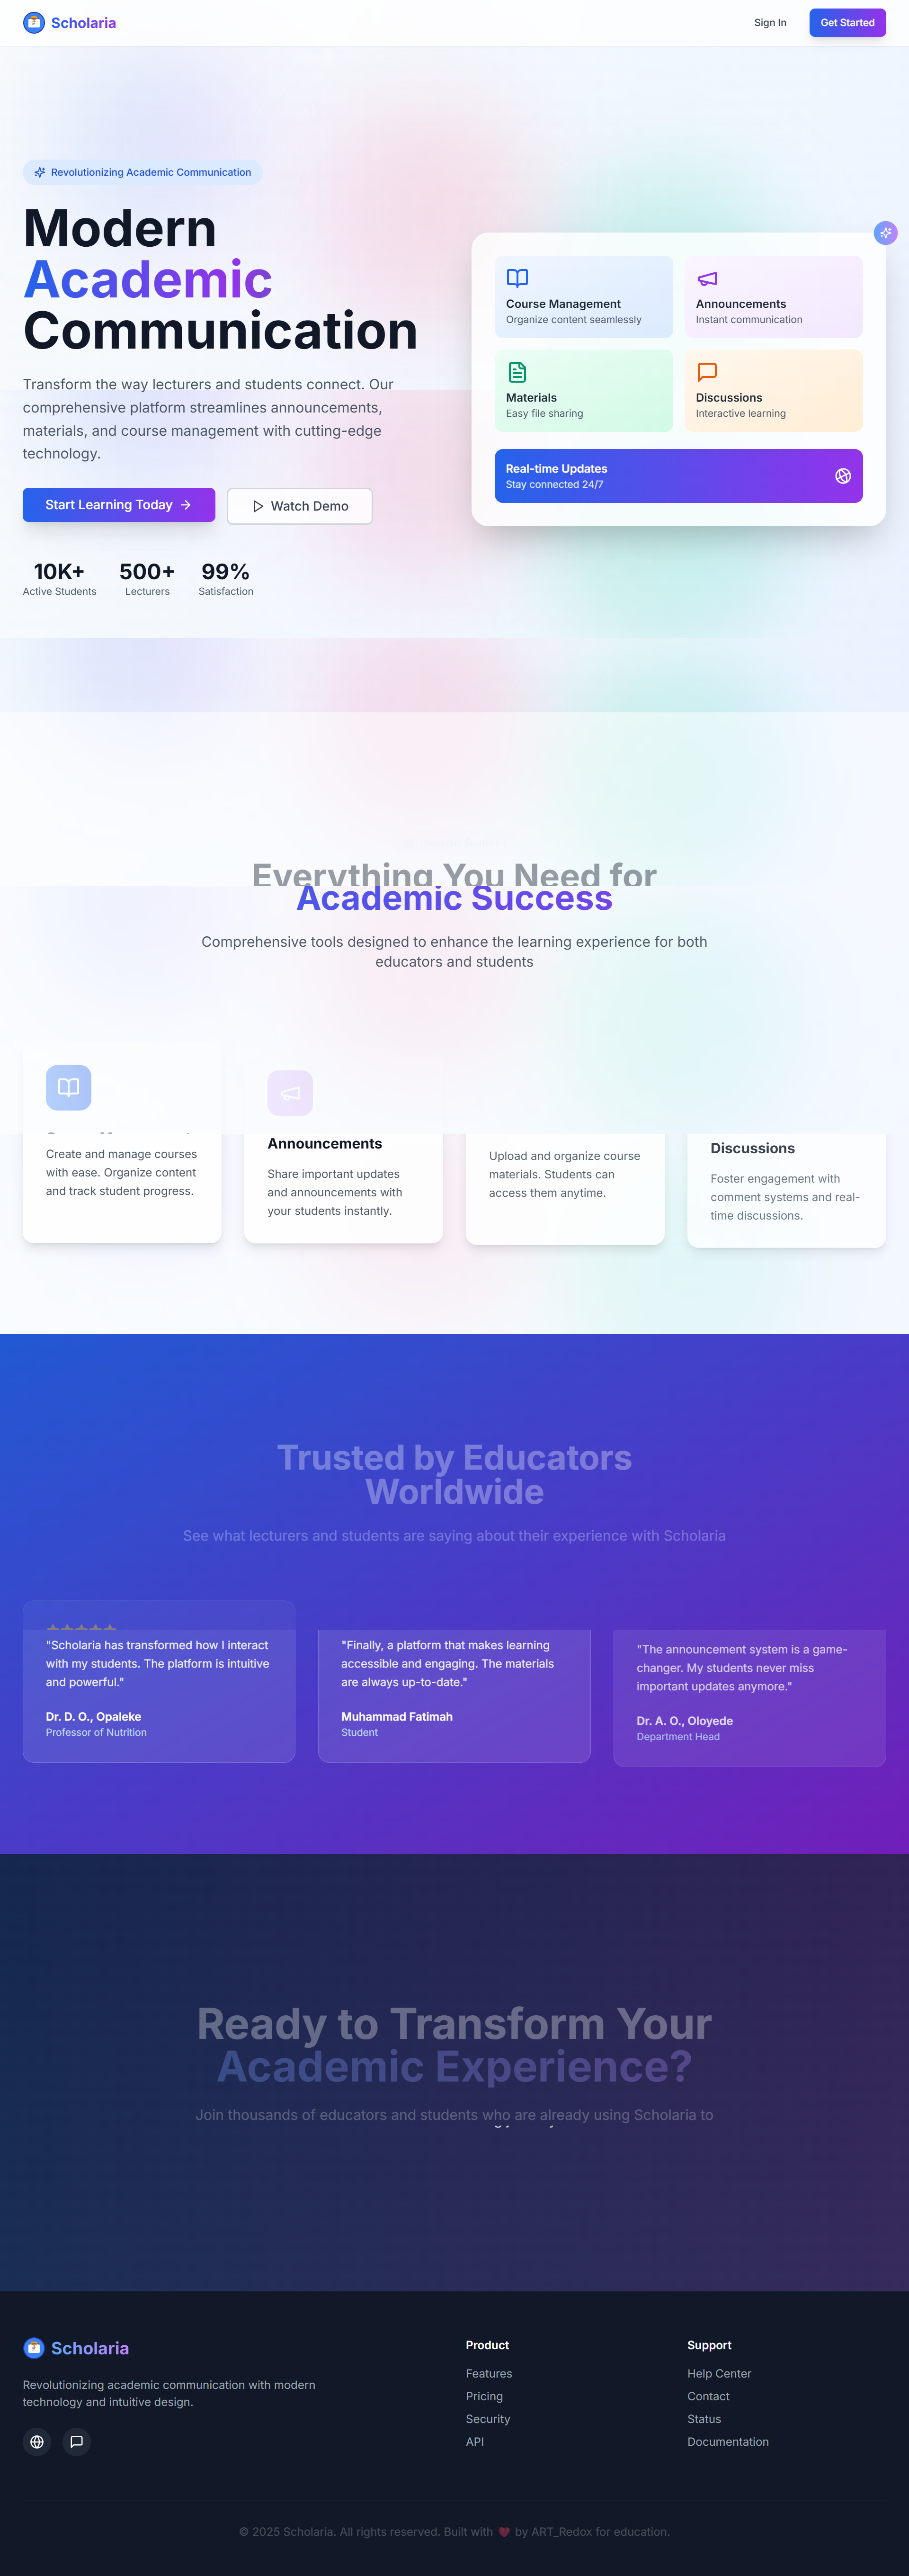 Scholaria
Sign In
Get Started
Revolutionizing Academic Communication
Modern
Academic
Communication
Transform the way lecturers and students connect. Our
comprehensive platform streamlines announcements,
materials, and course management with cutting-edge
technology.
Start Learning Today
Watch Demo
10K+
Active Students
500+
Lecturers
99%
Satisfaction
Course Management
Organize content seamlessly
Announcements
Instant communication
Materials
Easy file sharing
Discussions
Interactive learning
Real-time Updates
Stay connected 24/7
Everything You Need for
Academic Success
Comprehensive tools designed to enhance the learning experience for both
educators and students
Create and manage courses
with ease. Organize content
and track student progress.
Announcements
Share important updates
and announcements with
your students instantly.
Upload and organize course
materials. Students can
access them anytime.
Discussions
Foster engagement with
comment systems and real-
time discussions.
Trusted by Educators
Worldwide
See what lecturers and students are saying about their experience with Scholaria
"Scholaria has transformed how I interact
with my students. The platform is intuitive
and powerful."
Dr. D. O., Opaleke
Professor of Nutrition
"Finally, a platform that makes learning
accessible and engaging. The materials
are always up-to-date."
Muhammad Fatimah
Student
"The announcement system is a game-
changer. My students never miss
important updates anymore."
Dr. A. O., Oloyede
Department Head
Ready to Transform Your
Academic Experience?
Join thousands of educators and students who are already using Scholaria to
Scholaria
Revolutionizing academic communication with modern
technology and intuitive design.
Product
Features
Pricing
Security
API
Support
Help Center
Contact
Status
Documentation
© 2025 Scholaria. All rights reserved. Built with ❤️ by ART_Redox for education.